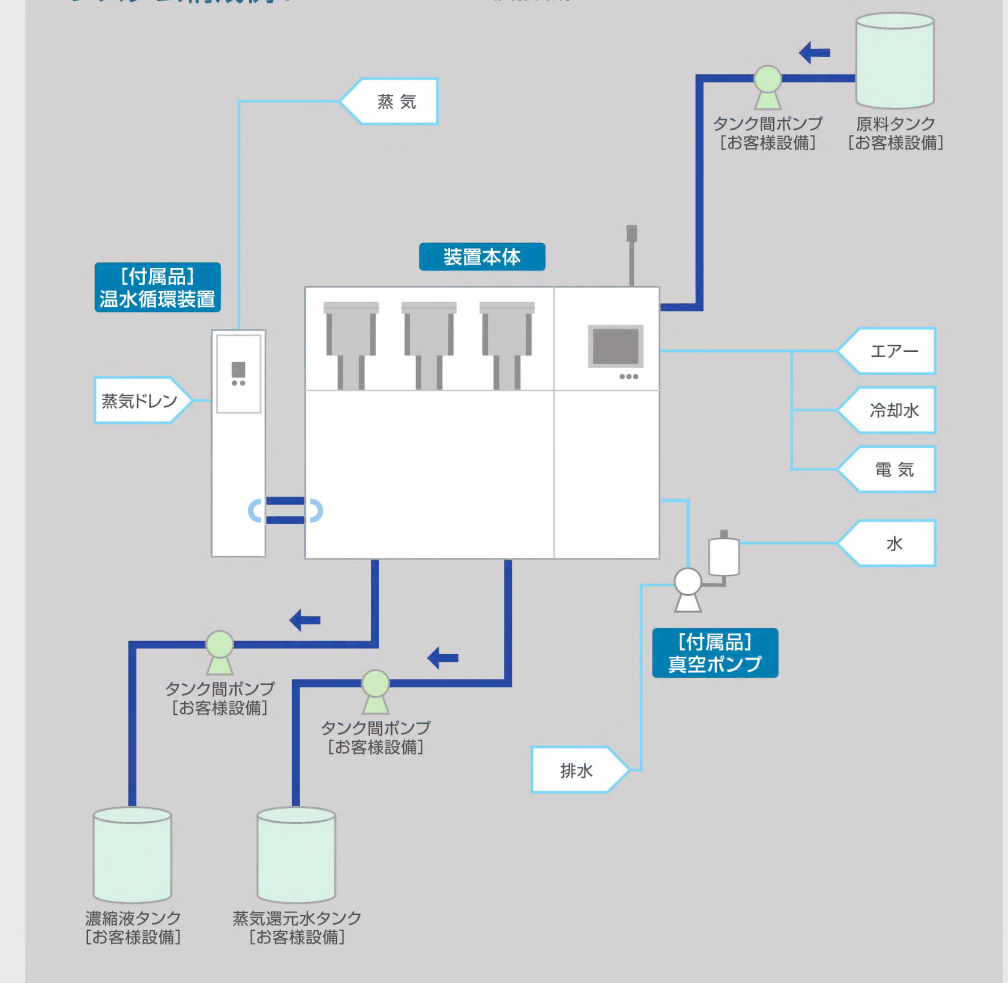 蒸 気
タンク間ポンプ
［お客様設備］
原料タンク
［お客様設備］
装置本体
［付属品］
温水循環装置
エアー
蒸気ドレン
冷却水
電 気
水
［付属品］
真空ポンプ
タンク間ポンプ
［お客様設備］
タンク間ポンプ
［お客様設備］
排水
濃縮液タンク
［お客様設備］
蒸気還元水タンク
［お客様設備］